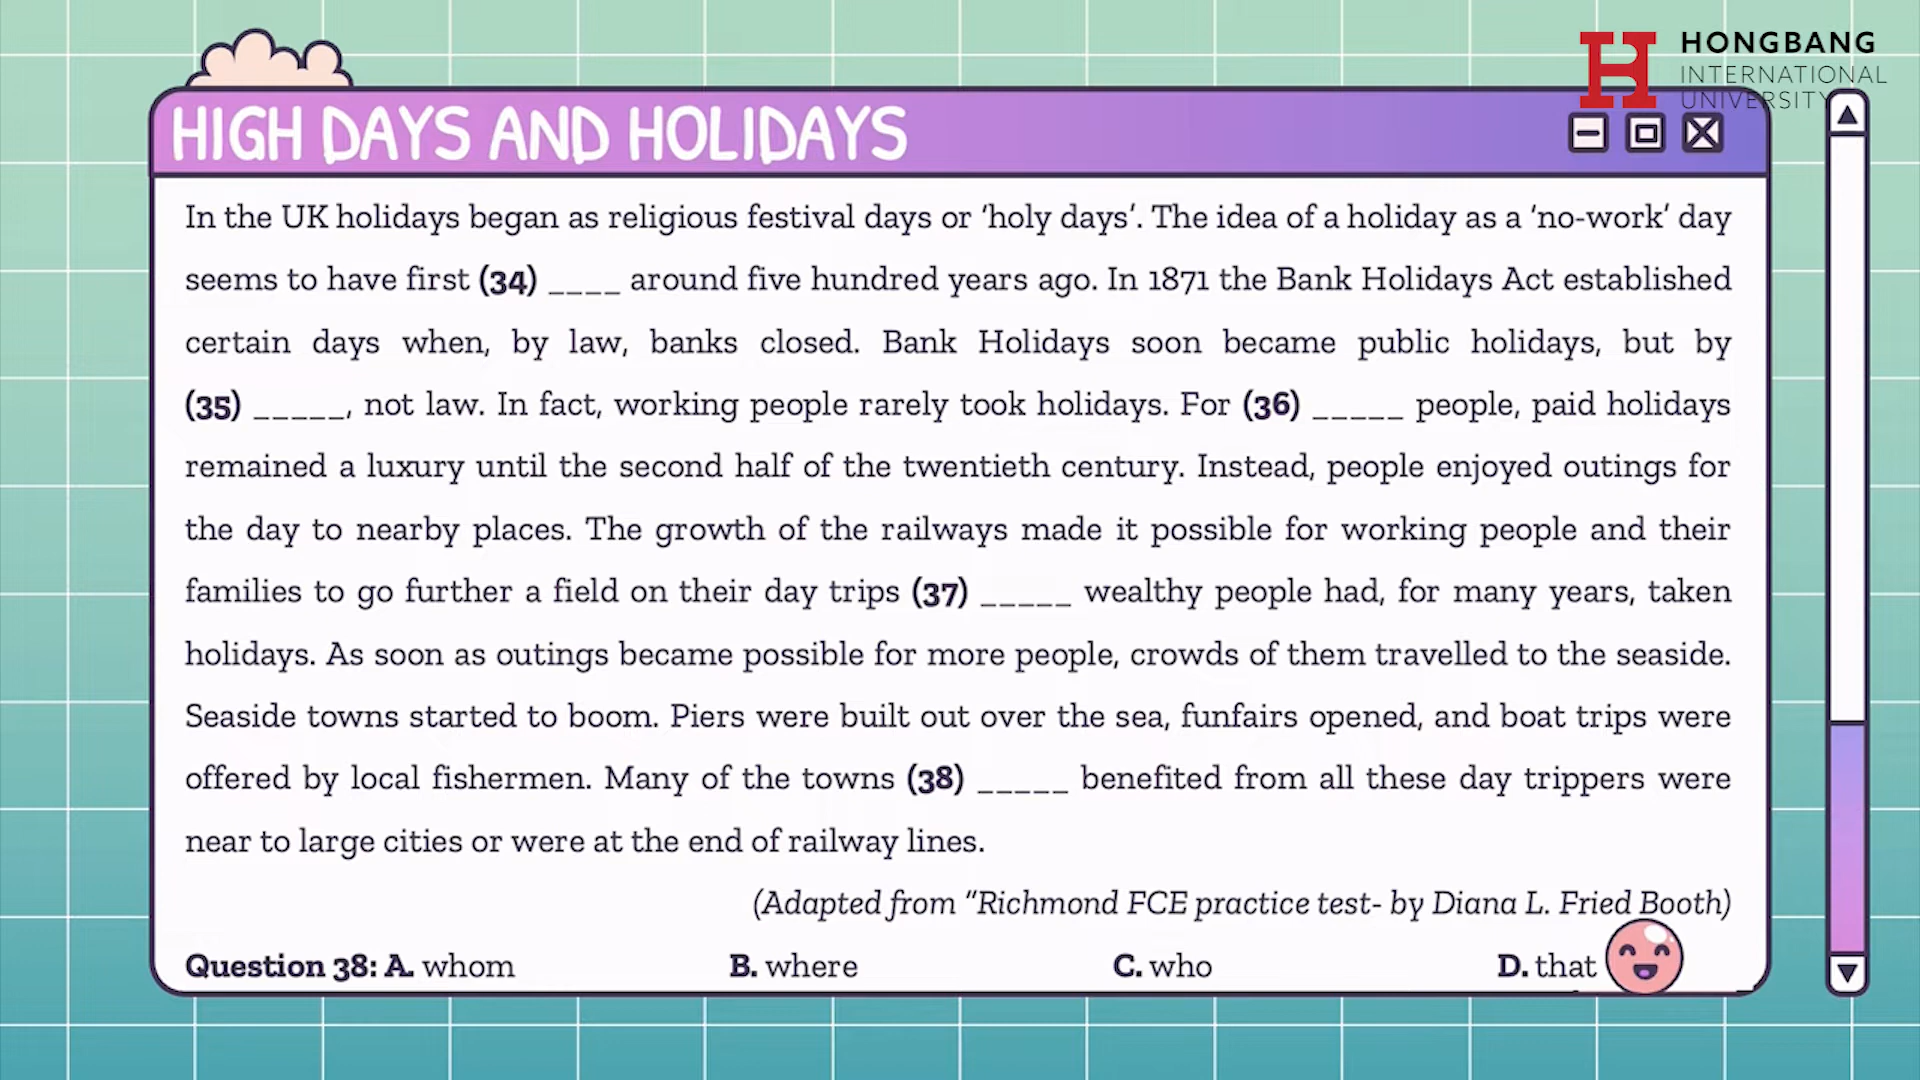 HONGBANG
INTERNATIONAL
UNIVERSITY
HIGH DAYS AND HOLIDAYS
In the UK holidays began as religious festival days or ‘holy days’. The idea of a holiday as a ‘no-work’ day
seems to have first (34) ____ around five hundred years ago. In 1871 the Bank Holidays Act established
certain days when, by law, banks closed. Bank Holidays soon became public holidays, but by
(35) _____, not law. In fact, working people rarely took holidays. For (36) _____ people, paid holidays
remained a luxury until the second half of the twentieth century. Instead, people enjoyed outings for
the day to nearby places. The growth of the railways made it possible for working people and their
families to go further a field on their day trips (37) _____ wealthy people had, for many years, taken
holidays. As soon as outings became possible for more people, crowds of them travelled to the seaside.
Seaside towns started to boom. Piers were built out over the sea, funfairs opened, and boat trips were
offered by local fishermen. Many of the towns (38) _____ benefited from all these day trippers were
near to large cities or were at the end of railway lines.
(Adapted from “Richmond FCE practice test- by Diana L. Fried Booth)
Question 38: A. whom B. where C. who D. that